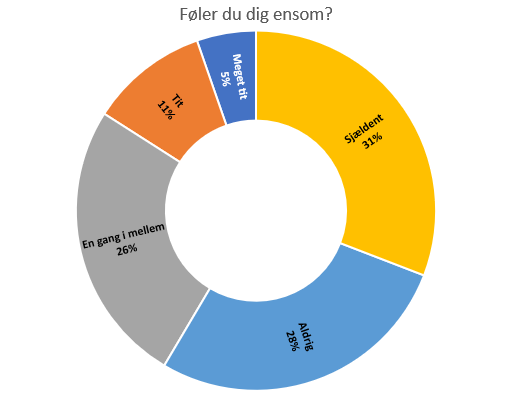 Føler du dig ensom?
Meget tit
5%
Tit
11%
Sjældent
31%
En gang i mellem
26%
Aldrig
28%